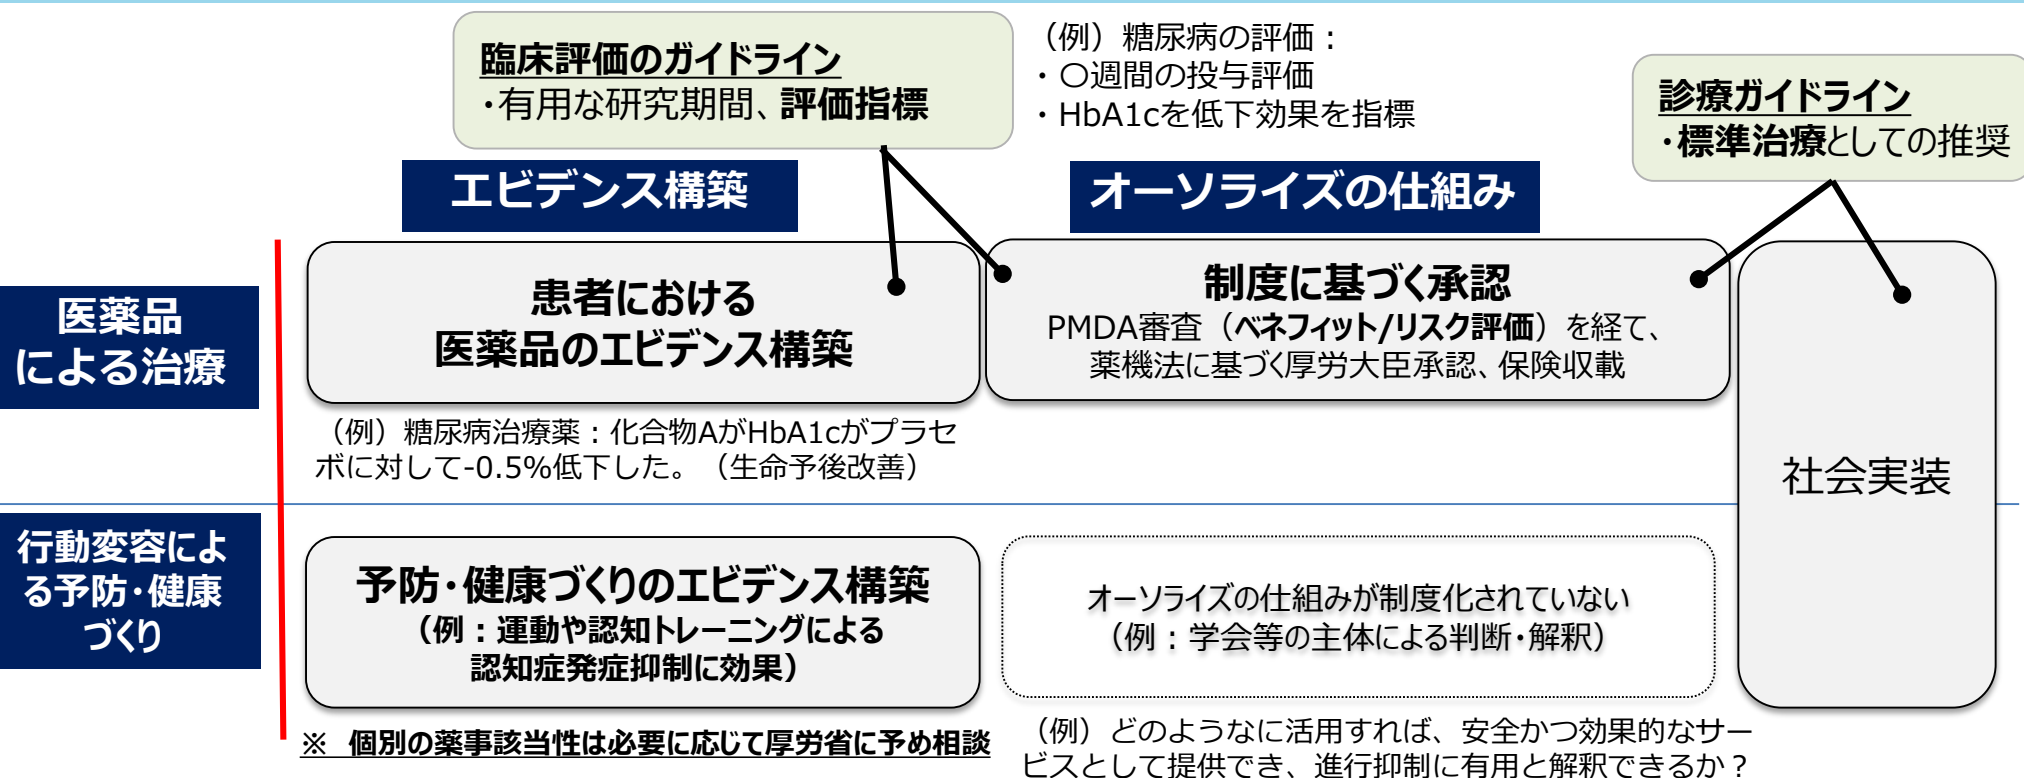 臨床評価のガイドライン
・有用な研究期間、評価指標
（例）糖尿病の評価：
・〇週間の投与評価
・HbA1cを低下効果を指標
診療ガイドライン
・標準治療としての推奨
エビデンス構築
オーソライズの仕組み
医薬品
による治療
患者における
医薬品のエビデンス構築
制度に基づく承認
PMDA審査（ベネフィット/リスク評価）を経て、
薬機法に基づく厚労大臣承認、保険収載
（例）糖尿病治療薬：化合物AがHbA1cがプラセ
ボに対して-0.5%低下した。（生命予後改善）
社会実装
行動変容によ
る予防・健康
づくり
予防・健康づくりのエビデンス構築
（例：運動や認知トレーニングによる
認知症発症抑制に効果）
オーソライズの仕組みが制度化されていない
（例：学会等の主体による判断・解釈）
※　個別の薬事該当性は必要に応じて厚労省に予め相談
（例）どのようなに活用すれば、安全かつ効果的なサー
ビスとして提供でき、進行抑制に有用と解釈できるか？